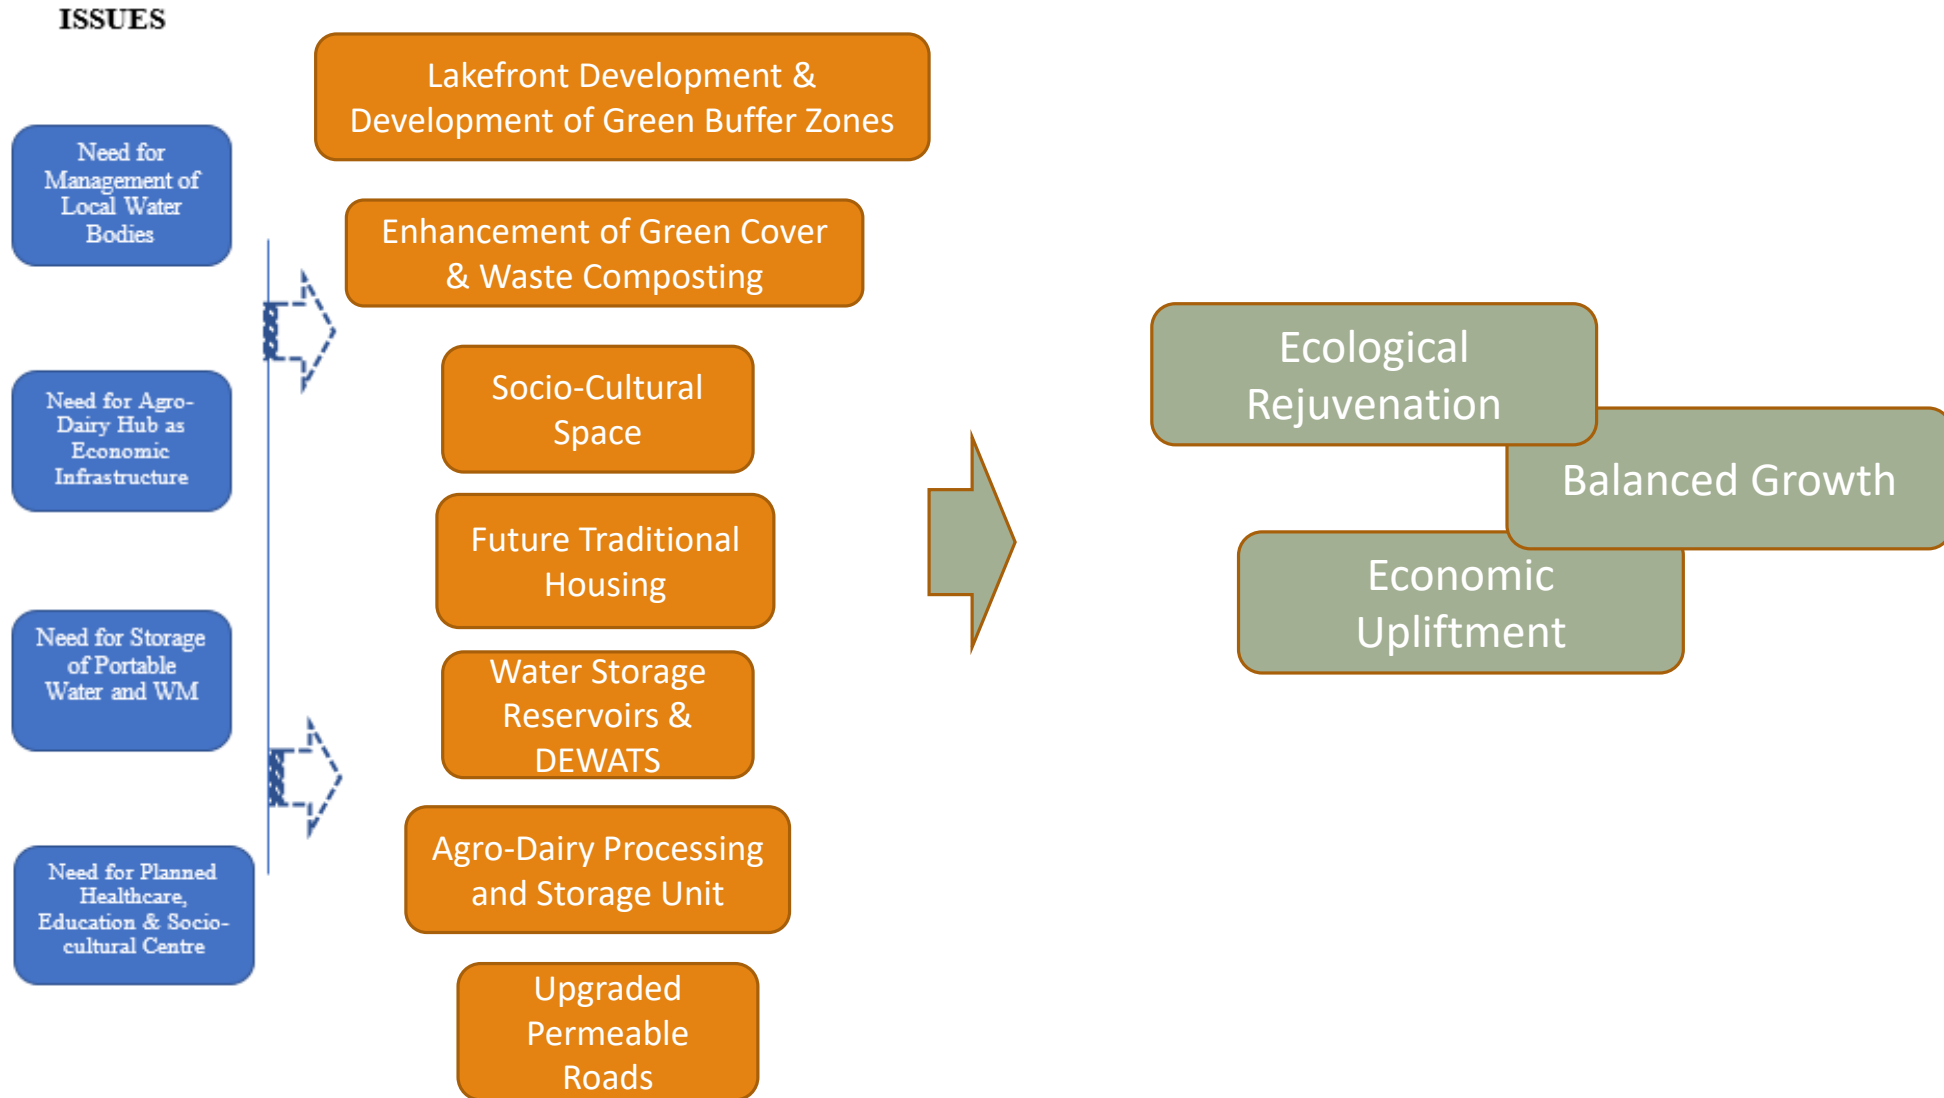 ISSUES
Need for
Management of
Local Water
Bodies
Need for Agro-
Dairy Hub as
Economic
Infrastructure
Need for Storage
of Portable
Water and WM
Need for Planned
Healthcare,
Education & Socio-
cultural Centre
Lakefront Development &
Development of Green Buffer Zones
Enhancement of Green Cover
& Waste Composting
Socio-Cultural
Space
Future Traditional
Housing
Water Storage
Reservoirs &
DEWATS
Agro-Dairy Processing
and Storage Unit
Upgraded
Permeable
Roads
Ecological
Rejuvenation
Balanced Growth
Economic
Upliftment